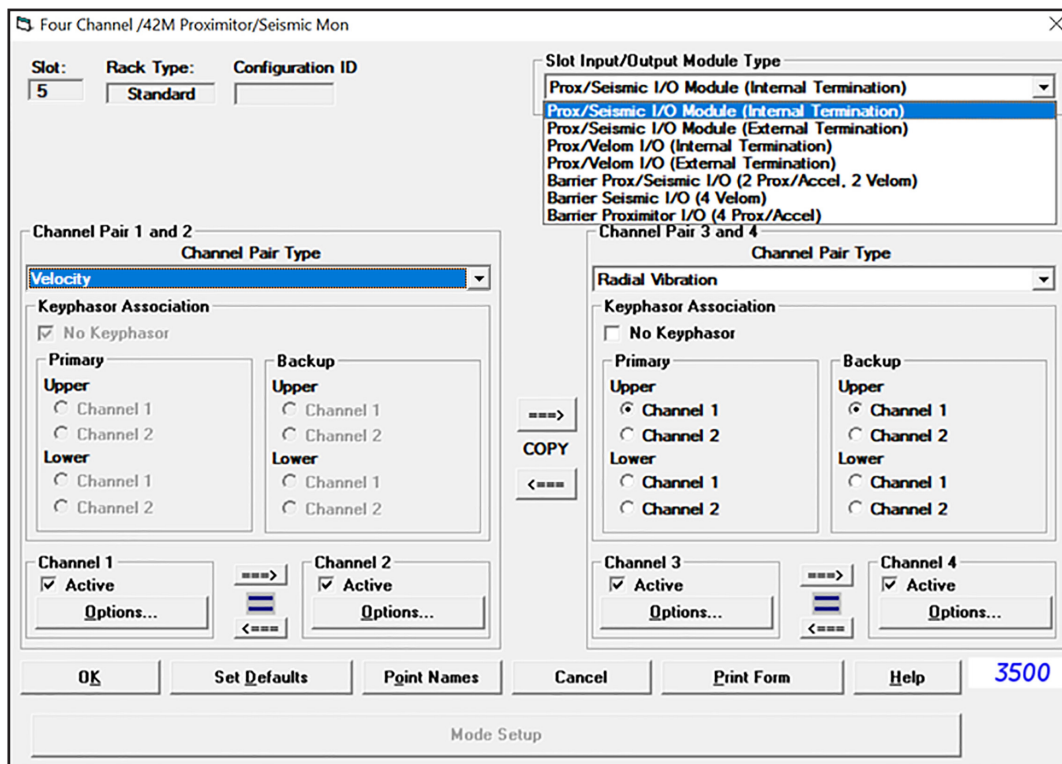 Four Channel /42M Proximitor/Seismic Mon
Slot:
Rack Type:
Configuration ID
5
Standard
Slot Input/Output Module Type
Prox/Seismic I/O Module (Internal Termination)
Prox/Seismic I/O Module (Internal Termination)
Prox/Seismic I/O Module (External Termination)
Prox/Velom I/O (Internal Termination)
Prox/Velom I/O (External Termination)
Barrier Prox/Seismic I/O (2 Prox/Accel, 2 Velom)
Barrier Seismic I/O (4 Velom)
Barrier Proximitor I/O (4 Prox/Accel)
Channel Pair 1 and 2
Channel Pair Type
Velocity
Keyphasor Association
No Keyphasor
Primary
Upper
Channel 1
Channel 2
Lower
Channel 1
Channel 2
Backup
Upper
Channel 1
Channel 2
Lower
Channel 1
Channel 2
Channel 1
Active
Options...
===>
<===
Channel 2
Active
Options...
===>
COPY
<===
Channel Pair 3 and 4
Channel Pair Type
Radial Vibration
Keyphasor Association
No Keyphasor
Primary
Upper
Channel 1
Channel 2
Lower
Channel 1
Channel 2
Backup
Upper
Channel 1
Channel 2
Lower
Channel 1
Channel 2
Channel 3
Active
Options...
===>
<===
Channel 4
Active
Options...
OK
Set Defaults
Point Names
Cancel
Print Form
Help
3500
Mode Setup